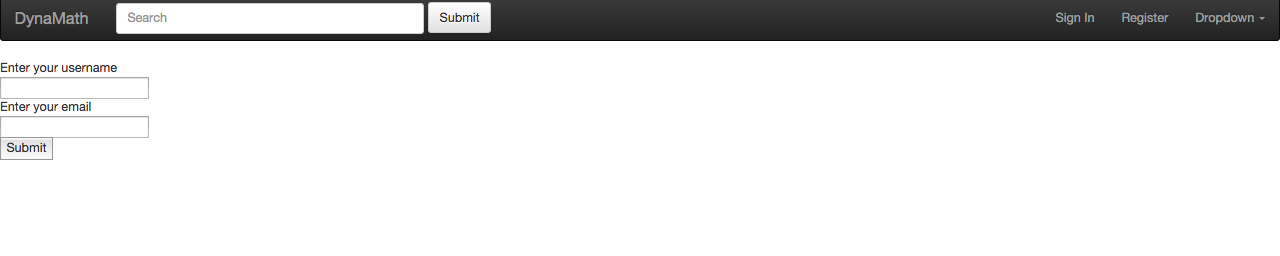 DynaMath Search Submit Sign In Register Dropdown
Enter your username
Enter your email
Submit